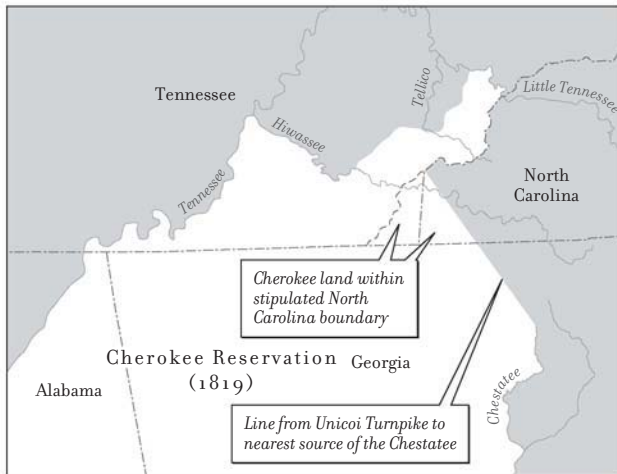 Tennessee
Tellico
Little Tennessee
Hiwassee
North
Carolina
Tennessee
Cherokee land within
stipulated North
Carolina boundary
Cherokee Reservation
(1819)
Georgia
Alabama
Chestatee
Line from Unicoi Turnpike to
nearest source of the Chestatee